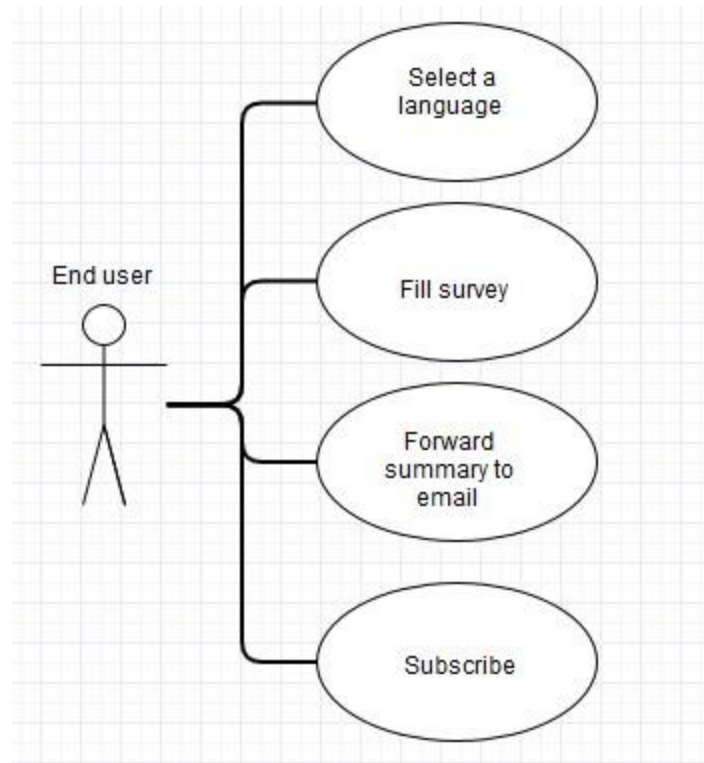 Select a
language
End user
Fill survey
Forward
summary to
email
Subscribe